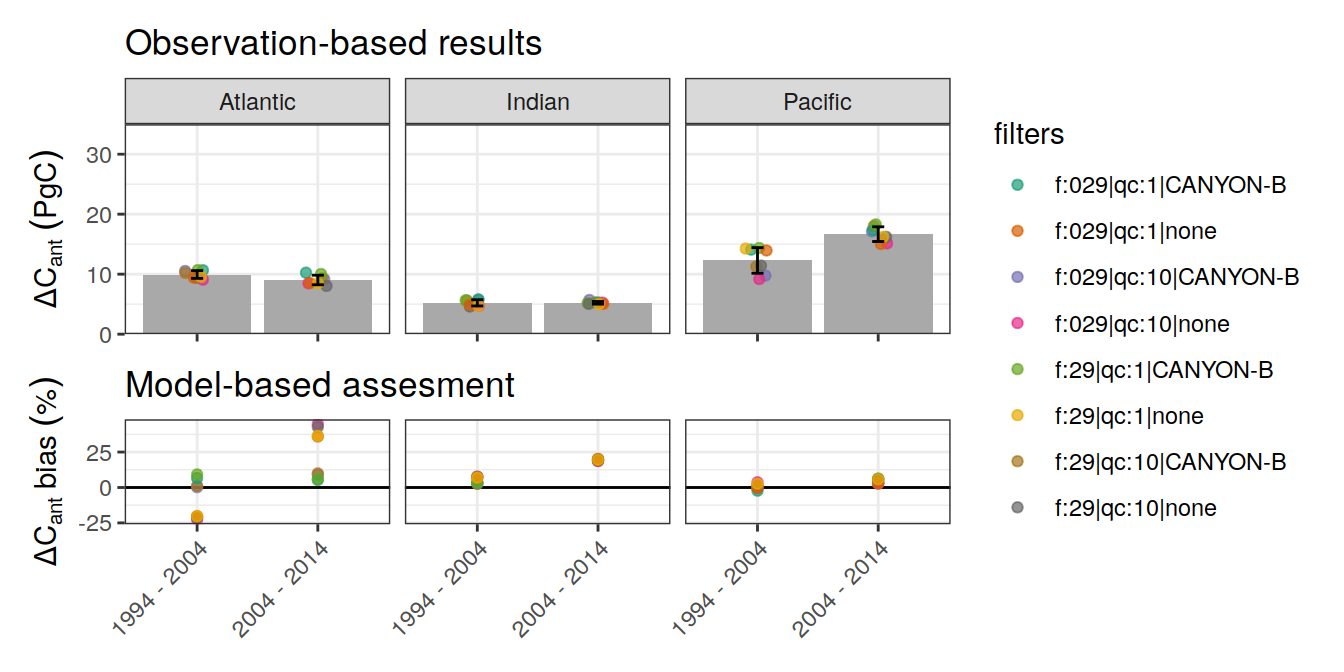 Observation-based results
Atlantic
Indian
Pacific
ΔCant (PgC)
30
20
10
0
Model-based assesment
ΔCant bias (%)
25
0
-25
1994 - 2004
2004 - 2014
1994 - 2004
2004 - 2014
1994 - 2004
2004 - 2014
filters
f:029|qc:1|CANYON-B
f:029|qc:1|none
f:029|qc:10|CANYON-B
f:029|qc:10|none
f:29|qc:1|CANYON-B
f:29|qc:1|none
f:29|qc:10|CANYON-B
f:29|qc:10|none